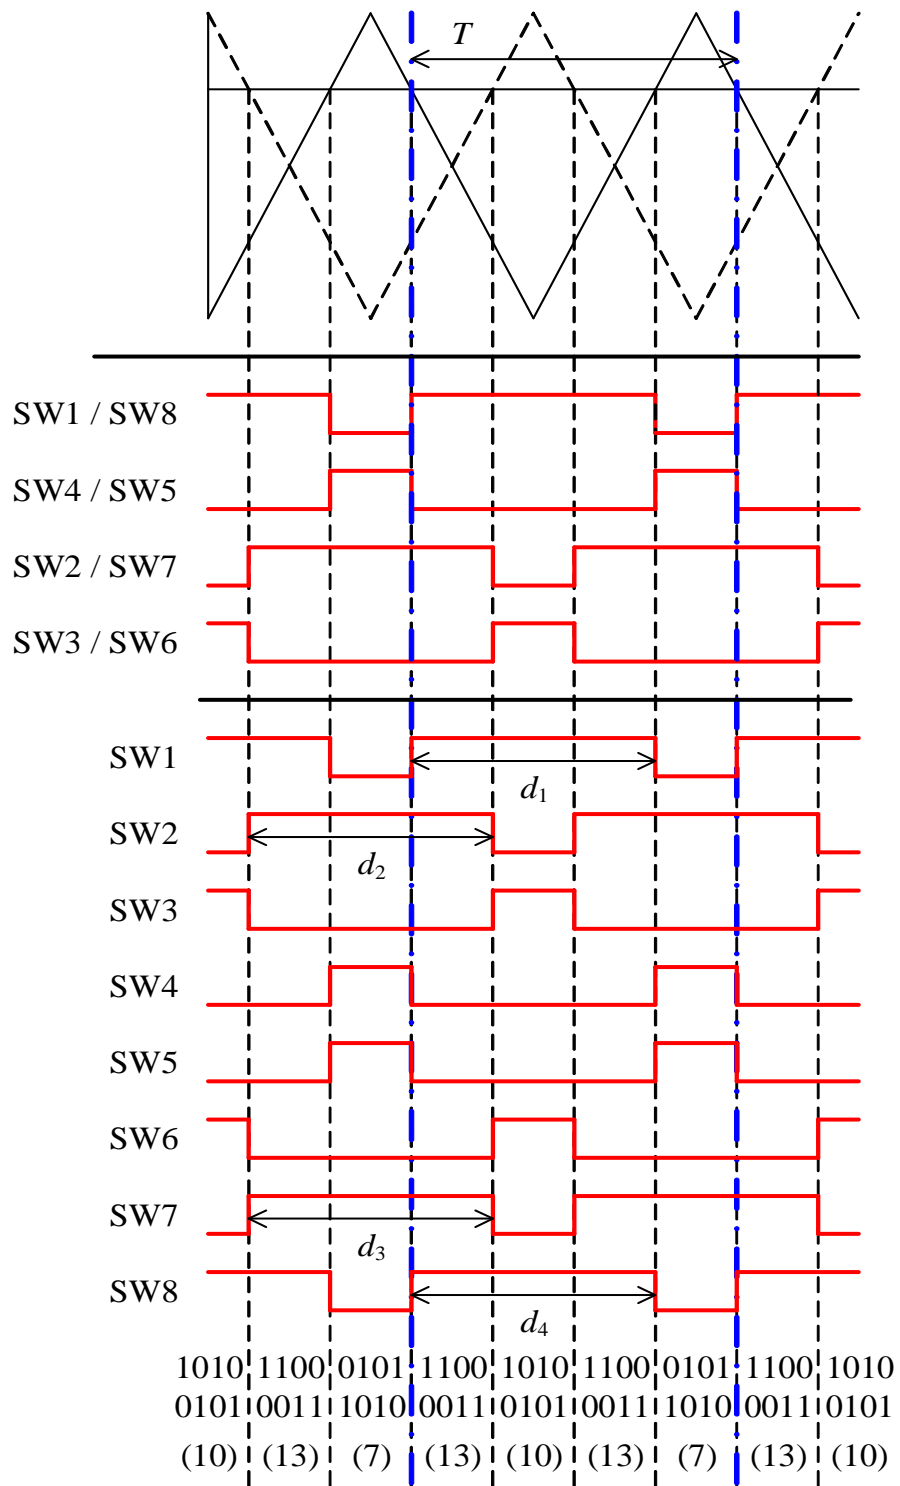 T
SW1 / SW8
SW4 / SW5
SW2 / SW7
SW3 / SW6
SW1
d1
SW2
d2
SW3
SW4
SW5
SW6
SW7
d3
SW8
d4
1010 1100 0101 1100 1010 1100 0101 1100 1010
0101 0011 1010 0011 0101 0011 1010 0011 0101
(10) (13) (7) (13) (10) (13) (7) (13) (10)